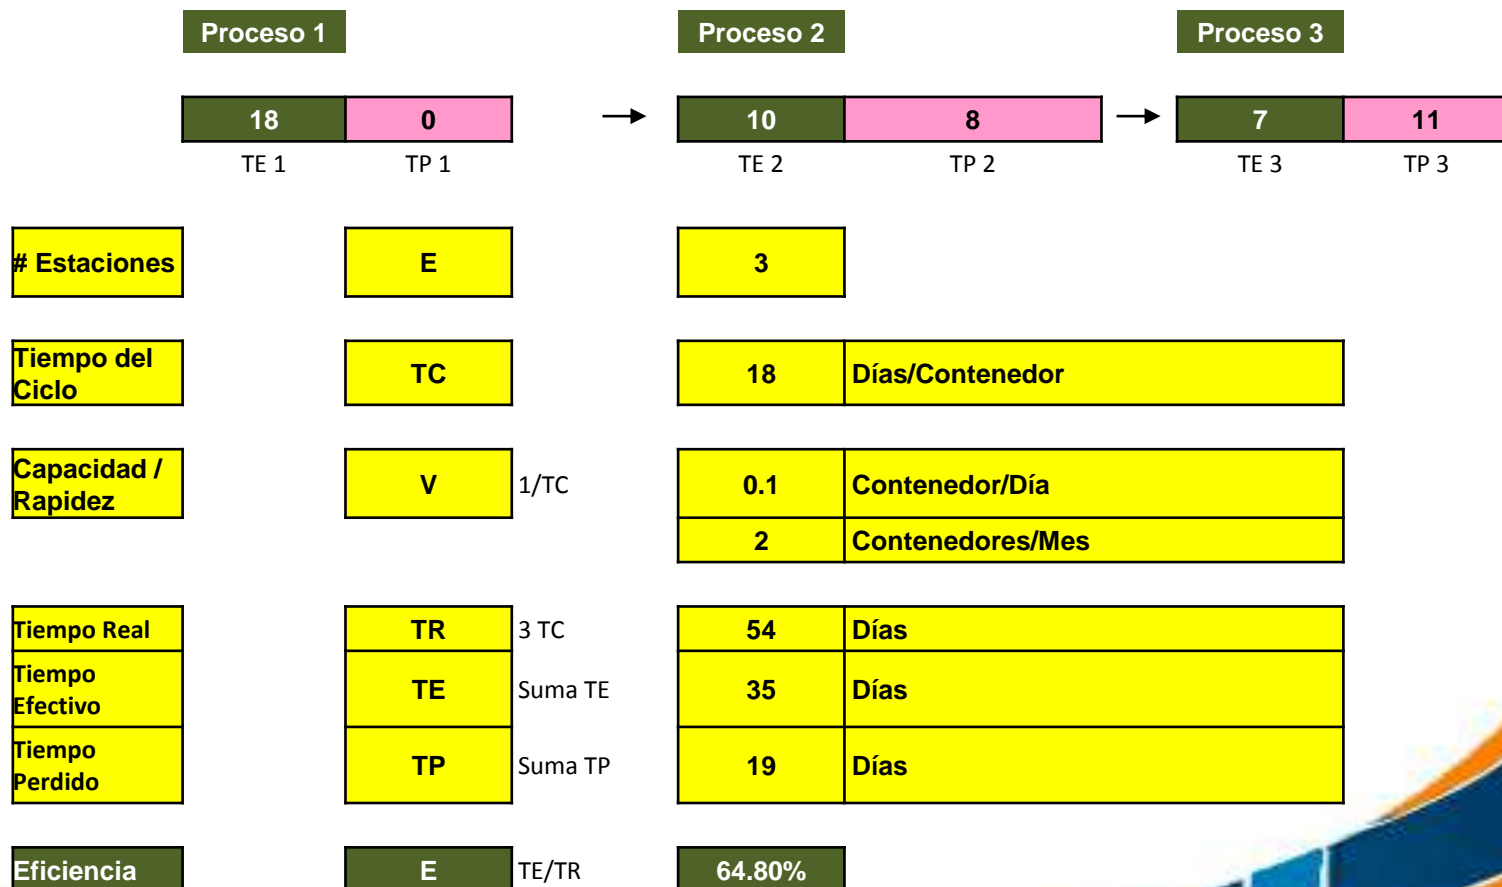 Proceso 1 Proceso 2 Proceso 3
18 0 → 10 8 → 7 11
TE 1 TP 1 TE 2 TP 2 TE 3 TP 3
# Estaciones E 3
Tiempo del
Ciclo TC 18 Días/Contenedor
Capacidad /
Rapidez V 1/TC 0.1 Contenedor/Día
2 Contenedores/Mes
Tiempo Real TR 3 TC 54 Días
Tiempo
Efectivo TE Suma TE 35 Días
Tiempo
Perdido TP Suma TP 19 Días
Eficiencia E TE/TR 64.80%